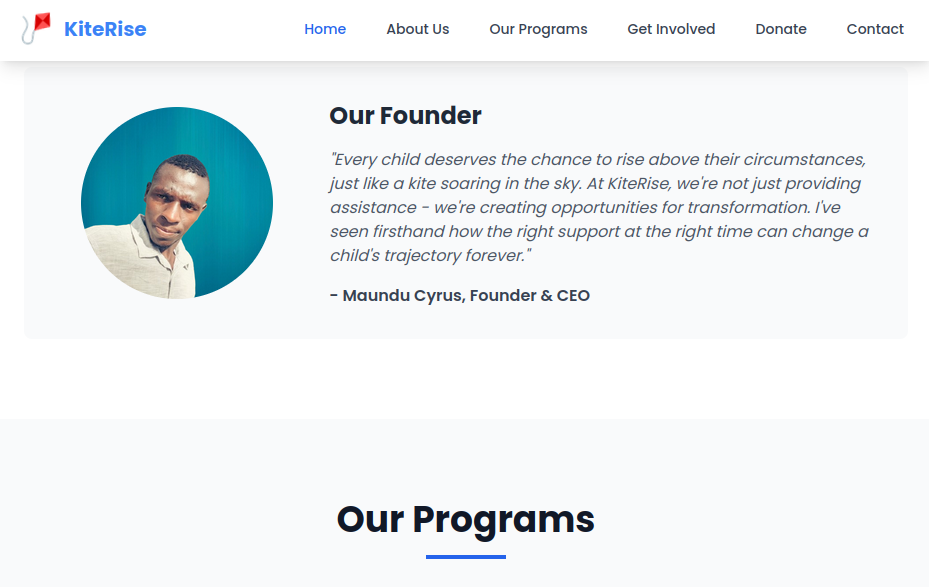 KiteRise
Home
About Us
Our Programs
Get Involved
Donate
Contact
Our Founder
"Every child deserves the chance to rise above their circumstances,
just like a kite soaring in the sky. At KiteRise, we're not just providing
assistance - we're creating opportunities for transformation. I've
seen firsthand how the right support at the right time can change a
child's trajectory forever."
- Maundu Cyrus, Founder & CEO
Our Programs